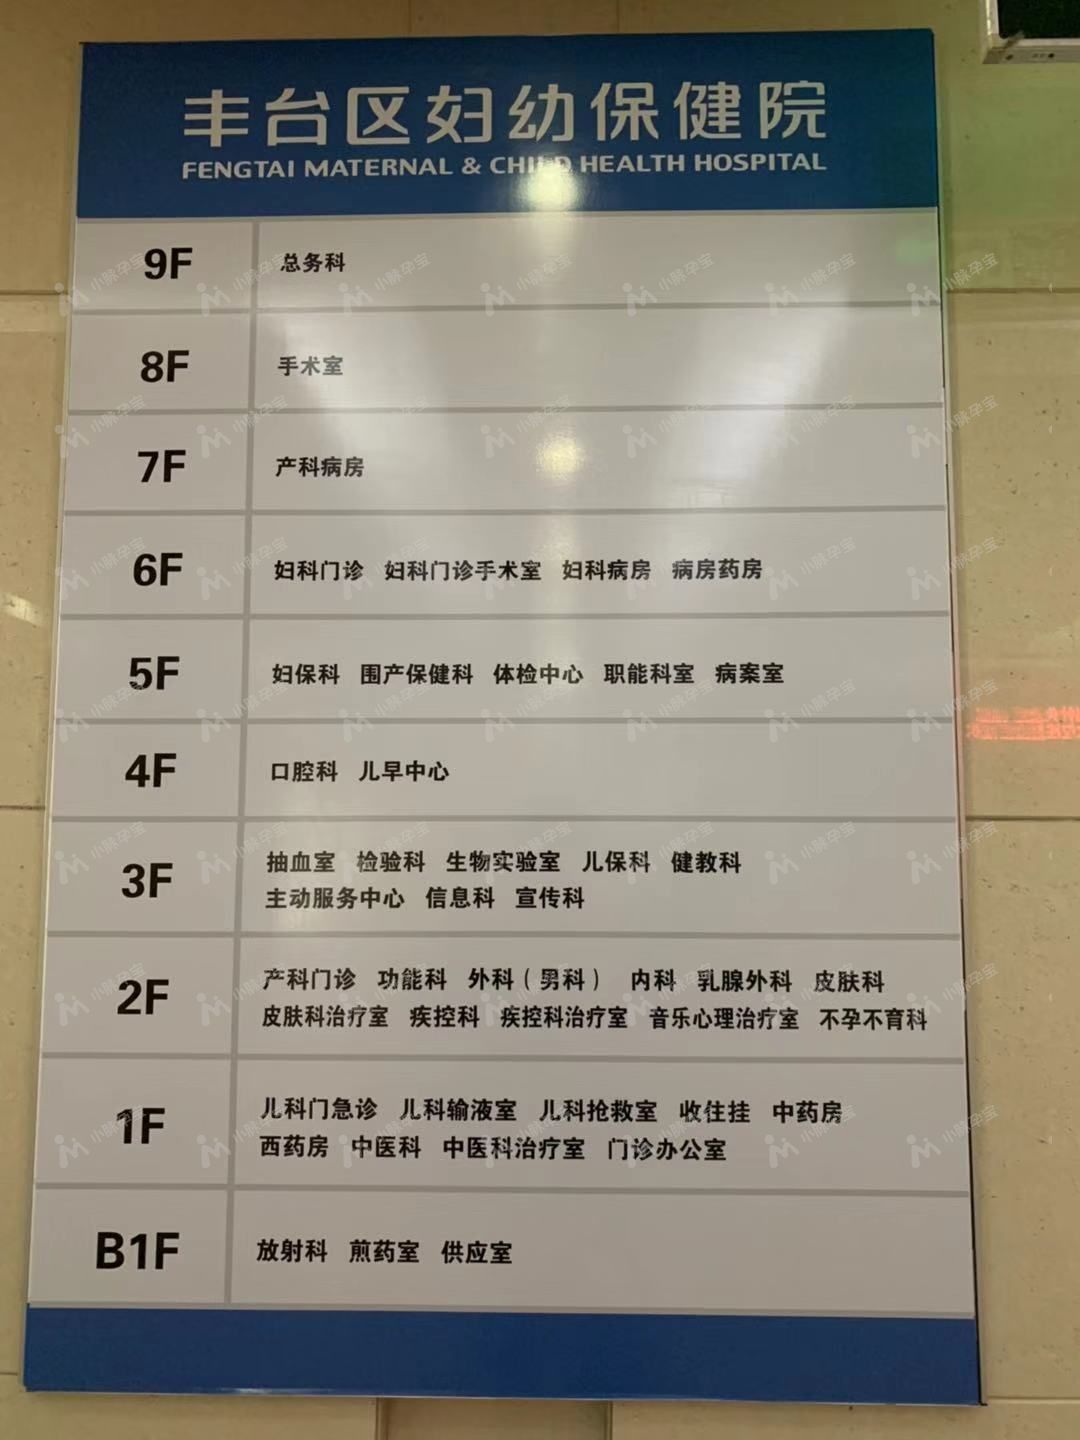 丰台区妇幼保健院
FENGTAI MATERNAL & CHILD HEALTH HOSPITAL
9F 总务科
8F 手术室
7F 产科病房
6F 妇科门诊 妇科门诊手术室 妇科病房 病房药房
5F 妇保科 围产保健科 体检中心 职能科室 病案室
4F 口腔科 儿早中心
3F 抽血室 检验科 生物实验室 儿保科 健教科
主动服务中心 信息科 宣传科
2F 产科门诊 功能科 外科（男科） 内科 乳腺外科 皮肤科
皮肤科治疗室 疾控科 疾控科治疗室 音乐心理治疗室 不孕不育科
1F 儿科门急诊 儿科输液室 儿科抢救室 收住挂 中药房
西药房 中医科 中医科治疗室 门诊办公室
B1F 放射科 煎药室 供应室
小脉孕宝